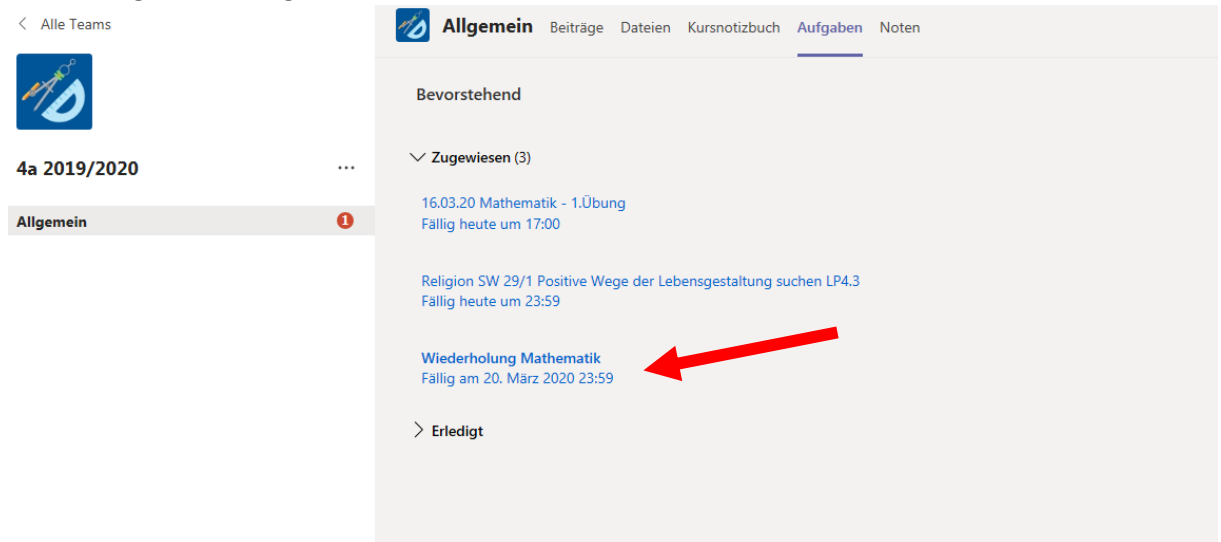 Alle Teams
4a 2019/2020
...
Allgemein 1
Allgemein Beiträge Dateien Kursnotizbuch Aufgaben Noten
Bevorstehend
Zugewiesen (3)
16.03.20 Mathematik - 1.Übung
Fällig heute um 17:00
Religion SW 29/1 Positive Wege der Lebensgestaltung suchen LP4.3
Fällig heute um 23:59
Wiederholung Mathematik
Fällig am 20. März 2020 23:59
Erledigt